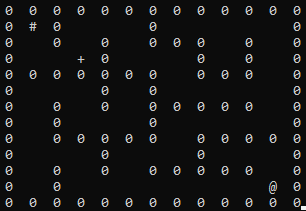 0 0 0 0 0 0 0 0 0 0 0 0 0
0 # 0       0           0
0   0   0   0 0 0   0   0
0     + 0       0   0   0
0 0 0 0 0 0 0   0   0   0
0       0   0           0
0   0   0   0 0 0 0 0   0
0   0       0           0
0   0 0 0 0 0   0 0 0 0 0
0       0       0       0
0   0   0   0 0 0 0 0   0
0   0                 @ 0
0 0 0 0 0 0 0 0 0 0 0 0 0